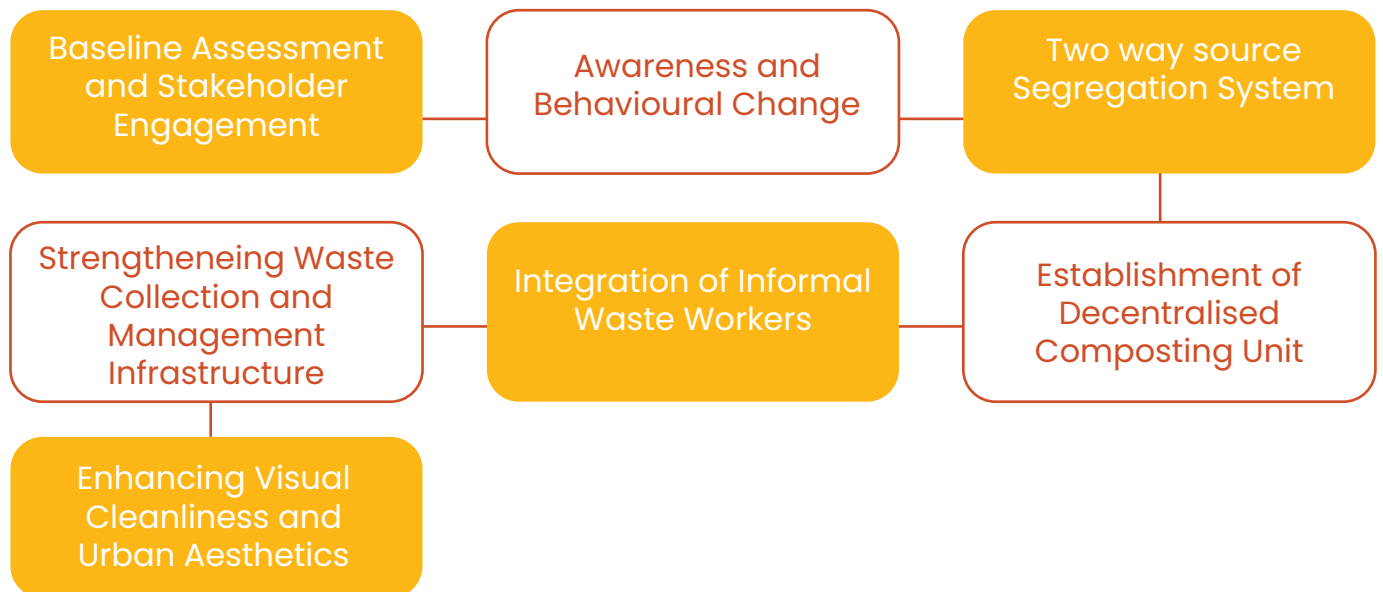 Baseline Assessment
and Stakeholder
Engagement
Awareness and
Behavioural Change
Two way source
Segregation System
Establishment of
Decentralised
Composting Unit
Integration of Informal
Waste Workers
Strengtheneing Waste
Collection and
Management
Infrastructure
Enhancing Visual
Cleanliness and
Urban Aesthetics